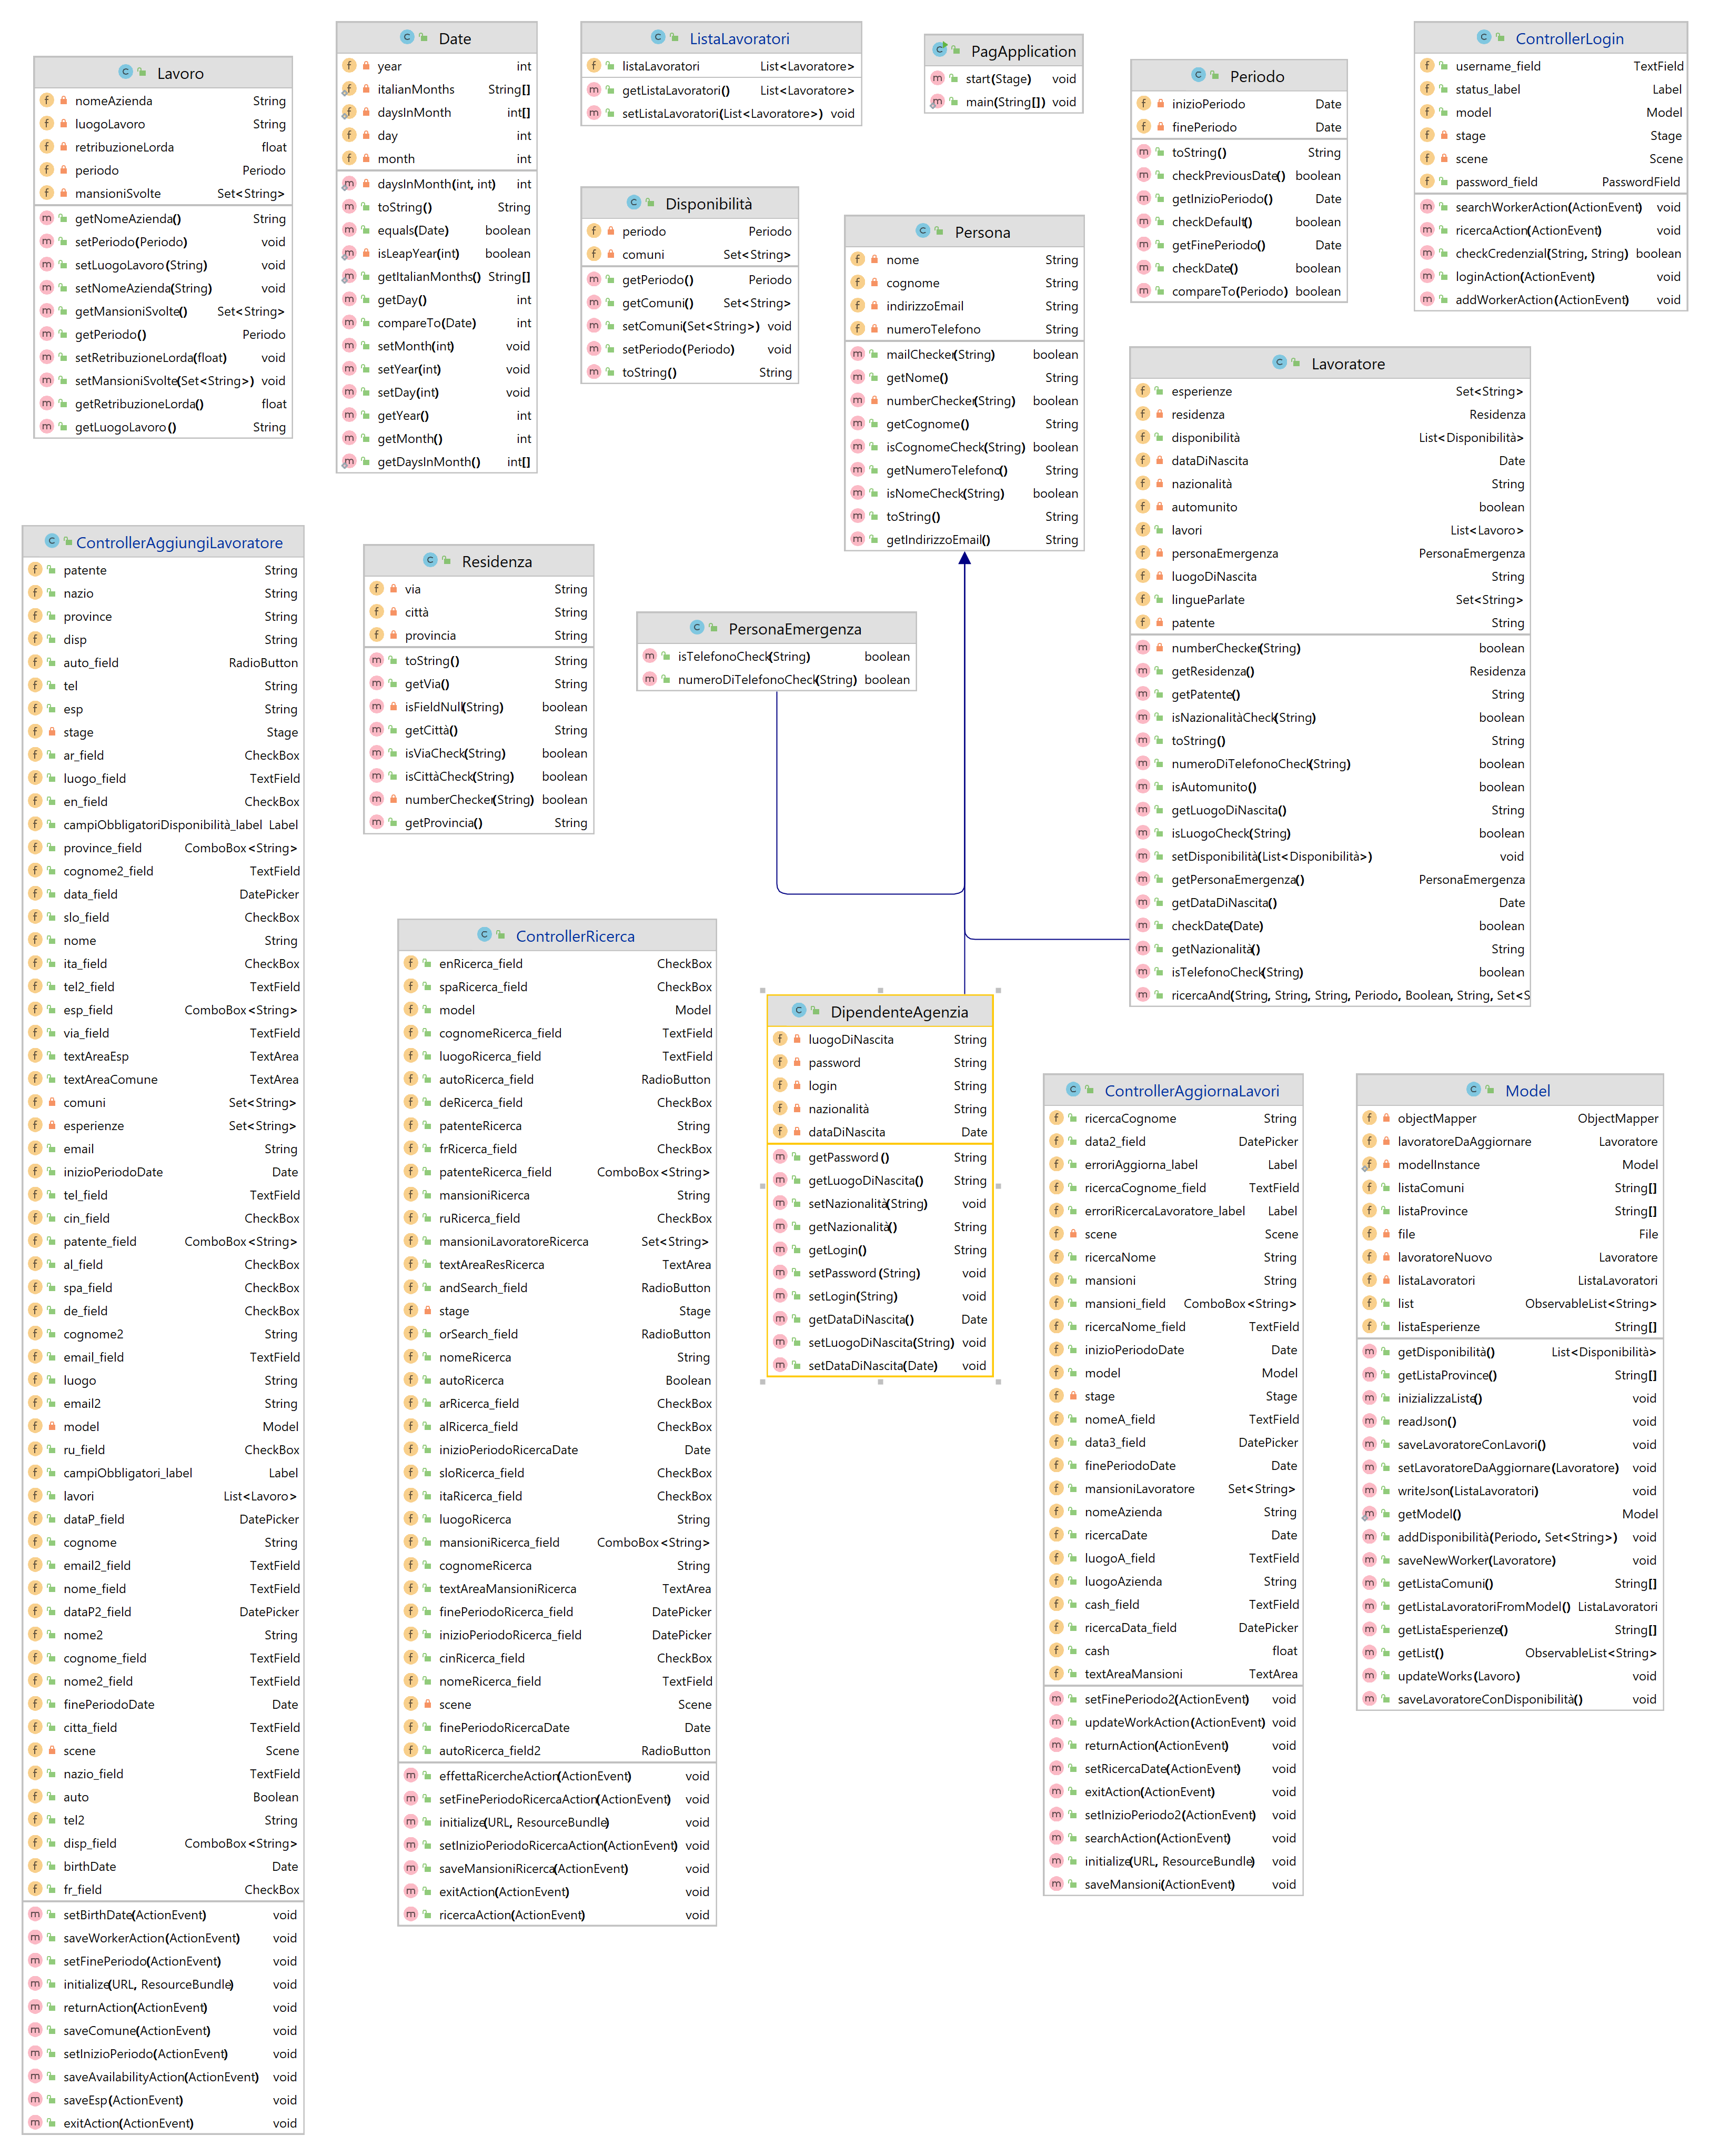 Lavoro
nomeAzienda String
luogoLavoro String
retribuzioneLorda float
periodo Periodo
mansioniSvolte Set<String>
getNomeAzienda() String
setPeriodo(Periodo) void
setLuogoLavoro(String) void
setNomeAzienda(String) void
getMansioniSvolte() Set<String>
getPeriodo() Periodo
setRetribuzioneLorda(float) void
setMansioniSvolte(Set<String>) void
getRetribuzioneLorda() float
getLuogoLavoro() String
Date
year int
italianMonths String[]
daysInMonth int[]
day int
month int
daysInMonth(int, int) int
toString() String
equals(Date) boolean
isLeapYear(int) boolean
getItalianMonths() String[]
getDay() int
compareTo(Date) int
setMonth(int) void
setYear(int) void
setDay(int) void
getYear() int
getMonth() int
getDaysInMonth() int[]
ListaLavoratori
listaLavoratori List<Lavoratore>
getListaLavoratori() List<Lavoratore>
setListaLavoratori(List<Lavoratore>) void
Disponibilità
periodo Periodo
comuni Set<String>
getPeriodo() Periodo
getComuni() Set<String>
setComuni(Set<String>) void
setPeriodo(Periodo) void
toString() String
PagApplication
start(Stage) void
main(String[]) void
Persona
nome String
cognome String
indirizzoEmail String
numeroTelefono String
mailChecker(String) boolean
getNome() String
numberChecker(String) boolean
getCognome() String
isCognomeCheck(String) boolean
getNumeroTelefono() String
isNomeCheck(String) boolean
toString() String
getIndirizzoEmail() String
Periodo
inizioPeriodo Date
finePeriodo Date
toString() String
checkPreviousDate() boolean
getInizioPeriodo() Date
checkDefault() boolean
getFinePeriodo() Date
checkDate() boolean
compareTo(Periodo) boolean
ControllerLogin
username_field TextField
status_label Label
model Model
stage Stage
scene Scene
password_field PasswordField
searchWorkerAction(ActionEvent) void
ricercaAction(ActionEvent) void
checkCredenzial(String, String) boolean
loginAction(ActionEvent) void
addWorkerAction(ActionEvent) void
Lavoratore
esperienze Set<String>
residenza Residenza
disponibilità List<Disponibilità>
dataDiNascita Date
nazionalità String
automunito boolean
lavori List<Lavoro>
personaEmergenza PersonaEmergenza
luogoDiNascita String
lingueParlate Set<String>
patente String
numberChecker(String) boolean
getResidenza() Residenza
getPatente() String
isNazionalitàCheck(String) boolean
toString() String
numeroDiTelefonoCheck(String) boolean
isAutomunito() boolean
getLuogoDiNascita() String
isLuogoCheck(String) boolean
setDisponibilità(List<Disponibilità>) void
getPersonaEmergenza() PersonaEmergenza
getDataDiNascita() Date
checkDate(Date) boolean
getNazionalità() String
isTelefonoCheck(String) boolean
ricercaAnd(String, String, String, Periodo, Boolean, String, Set<S
ControllerAggiungiLavoratore
patente String
nazio String
province String
disp String
auto_field RadioButton
tel String
esp String
stage Stage
ar_field CheckBox
luogo_field TextField
en_field CheckBox
campiObbligatoriDisponibilità_label Label
province_field ComboBox<String>
cognome2_field TextField
data_field DatePicker
slo_field CheckBox
nome String
ita_field CheckBox
tel2_field TextField
esp_field ComboBox<String>
via_field TextField
textAreaEsp TextArea
textAreaComune TextArea
comuni Set<String>
esperienze Set<String>
email String
inizioPeriodoDate Date
tel_field TextField
cin_field CheckBox
patente_field ComboBox<String>
al_field CheckBox
spa_field CheckBox
de_field CheckBox
cognome2 String
email_field TextField
luogo String
email2 String
model Model
ru_field CheckBox
campiObbligatori_label Label
lavori List<Lavoro>
dataP_field DatePicker
cognome String
email2_field TextField
nome_field TextField
dataP2_field DatePicker
nome2 String
cognome_field TextField
nome2_field TextField
finePeriodoDate Date
citta_field TextField
scene Scene
nazio_field TextField
auto Boolean
tel2 String
disp_field ComboBox<String>
birthDate Date
fr_field CheckBox
setBirthDate(ActionEvent) void
saveWorkerAction(ActionEvent) void
setFinePeriodo(ActionEvent) void
initialize(URL, ResourceBundle) void
returnAction(ActionEvent) void
saveComune(ActionEvent) void
setInizioPeriodo(ActionEvent) void
saveAvailabilityAction(ActionEvent) void
saveEsp(ActionEvent) void
exitAction(ActionEvent) void
Residenza
via String
città String
provincia String
toString() String
getVia() String
isFieldNull(String) boolean
getCittà() String
isViaCheck(String) boolean
isCittàCheck(String) boolean
numberChecker(String) boolean
getProvincia() String
PersonaEmergenza
isTelefonoCheck(String) boolean
numeroDiTelefonoCheck(String) boolean
ControllerRicerca
enRicerca_field CheckBox
spaRicerca_field CheckBox
model Model
cognomeRicerca_field TextField
luogoRicerca_field TextField
autoRicerca_field RadioButton
deRicerca_field CheckBox
patenteRicerca String
frRicerca_field CheckBox
patenteRicerca_field ComboBox<String>
mansioniRicerca String
ruRicerca_field CheckBox
mansioniLavoratoreRicerca Set<String>
textAreaResRicerca TextArea
andSearch_field RadioButton
stage Stage
orSearch_field RadioButton
nomeRicerca String
autoRicerca Boolean
arRicerca_field CheckBox
alRicerca_field CheckBox
inizioPeriodoRicercaDate Date
sloRicerca_field CheckBox
itaRicerca_field CheckBox
luogoRicerca String
mansioniRicerca_field ComboBox<String>
cognomeRicerca String
textAreaMansioniRicerca TextArea
finePeriodoRicerca_field DatePicker
inizioPeriodoRicerca_field DatePicker
cinRicerca_field CheckBox
nomeRicerca_field TextField
scene Scene
finePeriodoRicercaDate Date
autoRicerca_field2 RadioButton
effettaRicercheAction(ActionEvent) void
setFinePeriodoRicercaAction(ActionEvent) void
initialize(URL, ResourceBundle) void
setInizioPeriodoRicercaAction(ActionEvent) void
saveMansioniRicerca(ActionEvent) void
exitAction(ActionEvent) void
ricercaAction(ActionEvent) void
DipendenteAgenzia
luogoDiNascita String
password String
login String
nazionalità String
dataDiNascita Date
getPassword() String
getLuogoDiNascita() String
setNazionalità(String) void
getNazionalità() String
getLogin() String
setPassword(String) void
setLogin(String) void
getDataDiNascita() Date
setLuogoDiNascita(String) void
setDataDiNascita(Date) void
ControllerAggiornaLavori
ricercaCognome String
data2_field DatePicker
erroriAggiorna_label Label
ricercaCognome_field TextField
erroriRicercaLavoratore_label Label
scene Scene
ricercaNome String
mansioni String
mansioni_field ComboBox<String>
ricercaNome_field TextField
inizioPeriodoDate Date
model Model
stage Stage
nomeA_field TextField
data3_field DatePicker
finePeriodoDate Date
mansioniLavoratore Set<String>
nomeAzienda String
ricercaDate Date
luogoA_field TextField
luogoAzienda String
cash_field TextField
ricercaData_field DatePicker
cash float
textAreaMansioni TextArea
setFinePeriodo2(ActionEvent) void
updateWorkAction(ActionEvent) void
returnAction(ActionEvent) void
setRicercaDate(ActionEvent) void
exitAction(ActionEvent) void
setInizioPeriodo2(ActionEvent) void
searchAction(ActionEvent) void
initialize(URL, ResourceBundle) void
saveMansioni(ActionEvent) void
Model
objectMapper ObjectMapper
lavoratoreDaAggiornare Lavoratore
modelInstance Model
listaComuni String[]
listaProvince String[]
file File
lavoratoreNuovo Lavoratore
listaLavoratori ListaLavoratori
list ObservableList<String>
listaEsperienze String[]
getDisponibilità() List<Disponibilità>
getListaProvince() String[]
inizializzaListe() void
readJson() void
saveLavoratoreConLavori() void
setLavoratoreDaAggiornare(Lavoratore) void
writeJson(ListaLavoratori) void
getModel() Model
addDisponibilità(Periodo, Set<String>) void
saveNewWorker(Lavoratore) void
getListaComuni() String[]
getListaLavoratoriFromModel() ListaLavoratori
getListaEsperienze() String[]
getList() ObservableList<String>
updateWorks(Lavoro) void
saveLavoratoreConDisponibilità() void